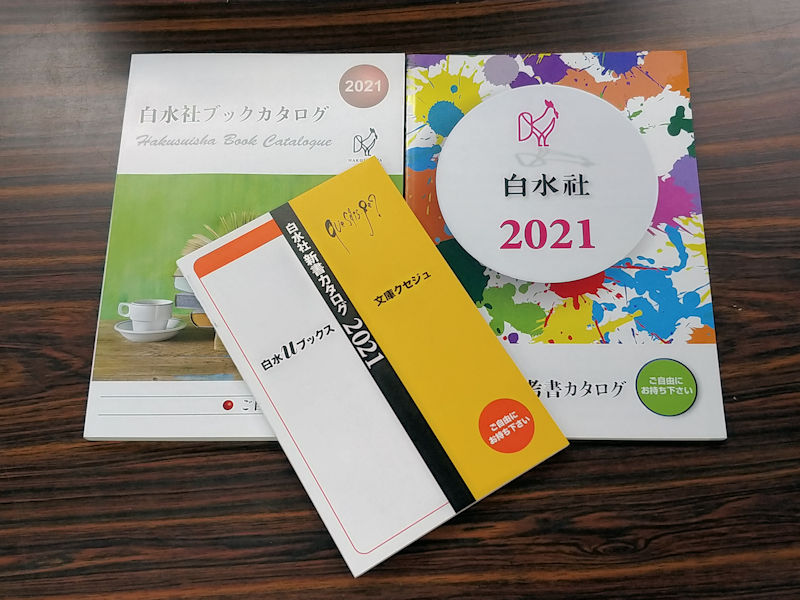 2021
白水社ブックカタログ
Hakusuisha Book Catalogue
白水社
2021
考書カタログ
ご自由に
お持ち下さい
Que sais-je?
白水社 新書カタログ 2021
文庫クセジュ
白水uブックス
ご自由に
お持ち下さい